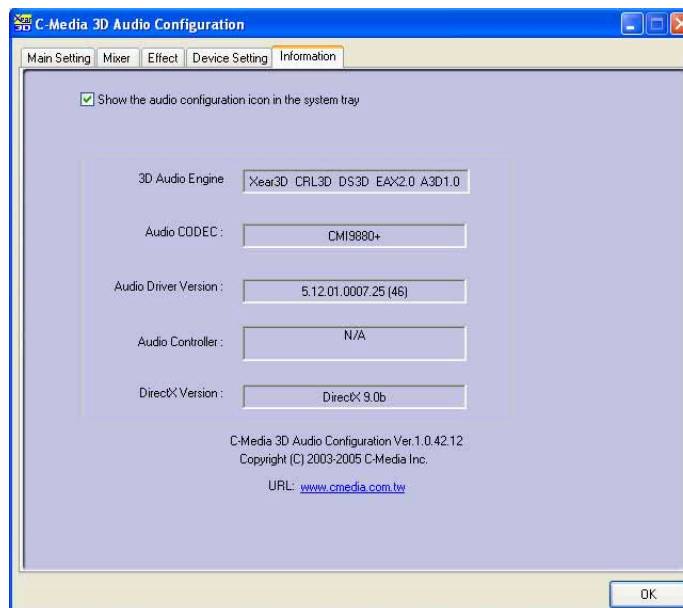 Xear 3D C-Media 3D Audio Configuration
Main Setting Mixer Effect Device Setting Information
Show the audio configuration icon in the system tray
3D Audio Engine Xear3D CRL3D DS3D EAX2.0 A3D1.0
Audio CODEC : CMI9880+
Audio Driver Version : 5.12.01.0007.25 (46)
Audio Controller : N/A
DirectX Version : DirectX 9.0b
C-Media 3D Audio Configuration Ver.1.0.42.12
Copyright (C) 2003-2005 C-Media Inc.
URL: www.cmedia.com.tw
OK